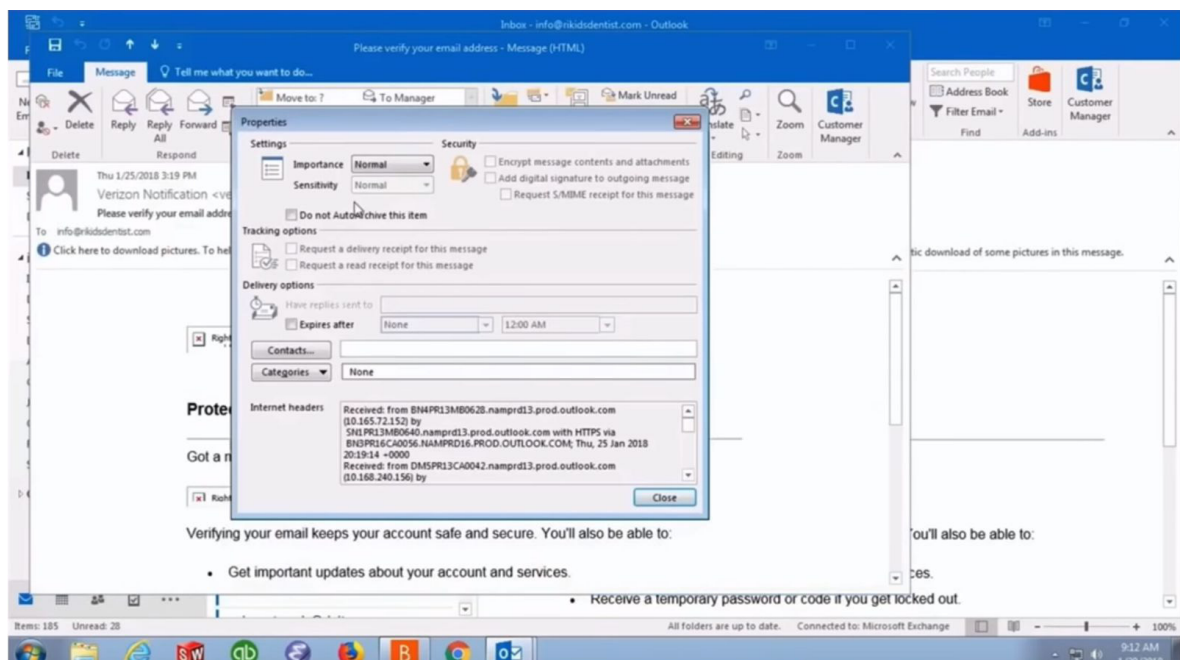 Inbox - info@rikidsdentist.com - Outlook
Please verify your email address - Message (HTML)
File Message Tell me what you want to do...
Search People
Address Book
Filter Email
Find
Store
Add-ins
Customer Manager
Move to: ?
To Manager
Mark Unread
Delete
Reply
Reply All
Forward
Zoom
Customer Manager
Delete
Respond
Editing
Zoom
Thu 1/25/2018 3:19 PM
Verizon Notification <ve
Please verify your email addre
To info@rikidsdentist.com
Click here to download pictures. To hel
tic download of some pictures in this message.
Properties
Settings
Security
Importance Normal
Sensitivity Normal
Do not AutoArchive this item
Encrypt message contents and attachments
Add digital signature to outgoing message
Request S/MIME receipt for this message
Tracking options
Request a delivery receipt for this message
Request a read receipt for this message
Delivery options
Have replies sent to
Expires after None 12:00 AM
Contacts...
Categories None
Internet headers
Received: from BN4PR13MB0628.namprd13.prod.outlook.com
(10.165.72.152) by
SN1PR13MB0640.namprd13.prod.outlook.com with HTTPS via
BN3PR16CA0056.NAMPRD16.PROD.OUTLOOK.COM; Thu, 25 Jan 2018
20:19:14 +0000
Received: from DM5PR13CA0042.namprd13.prod.outlook.com
(10.168.240.156) by
Close
Prote
Got a n
Verifying your email keeps your account safe and secure. You'll also be able to:
ou'll also be able to:
• Get important updates about your account and services.
ces.
• Receive a temporary password or code if you get locked out.
Items: 185 Unread: 28
All folders are up to date. Connected to: Microsoft Exchange
100%
9:12 AM